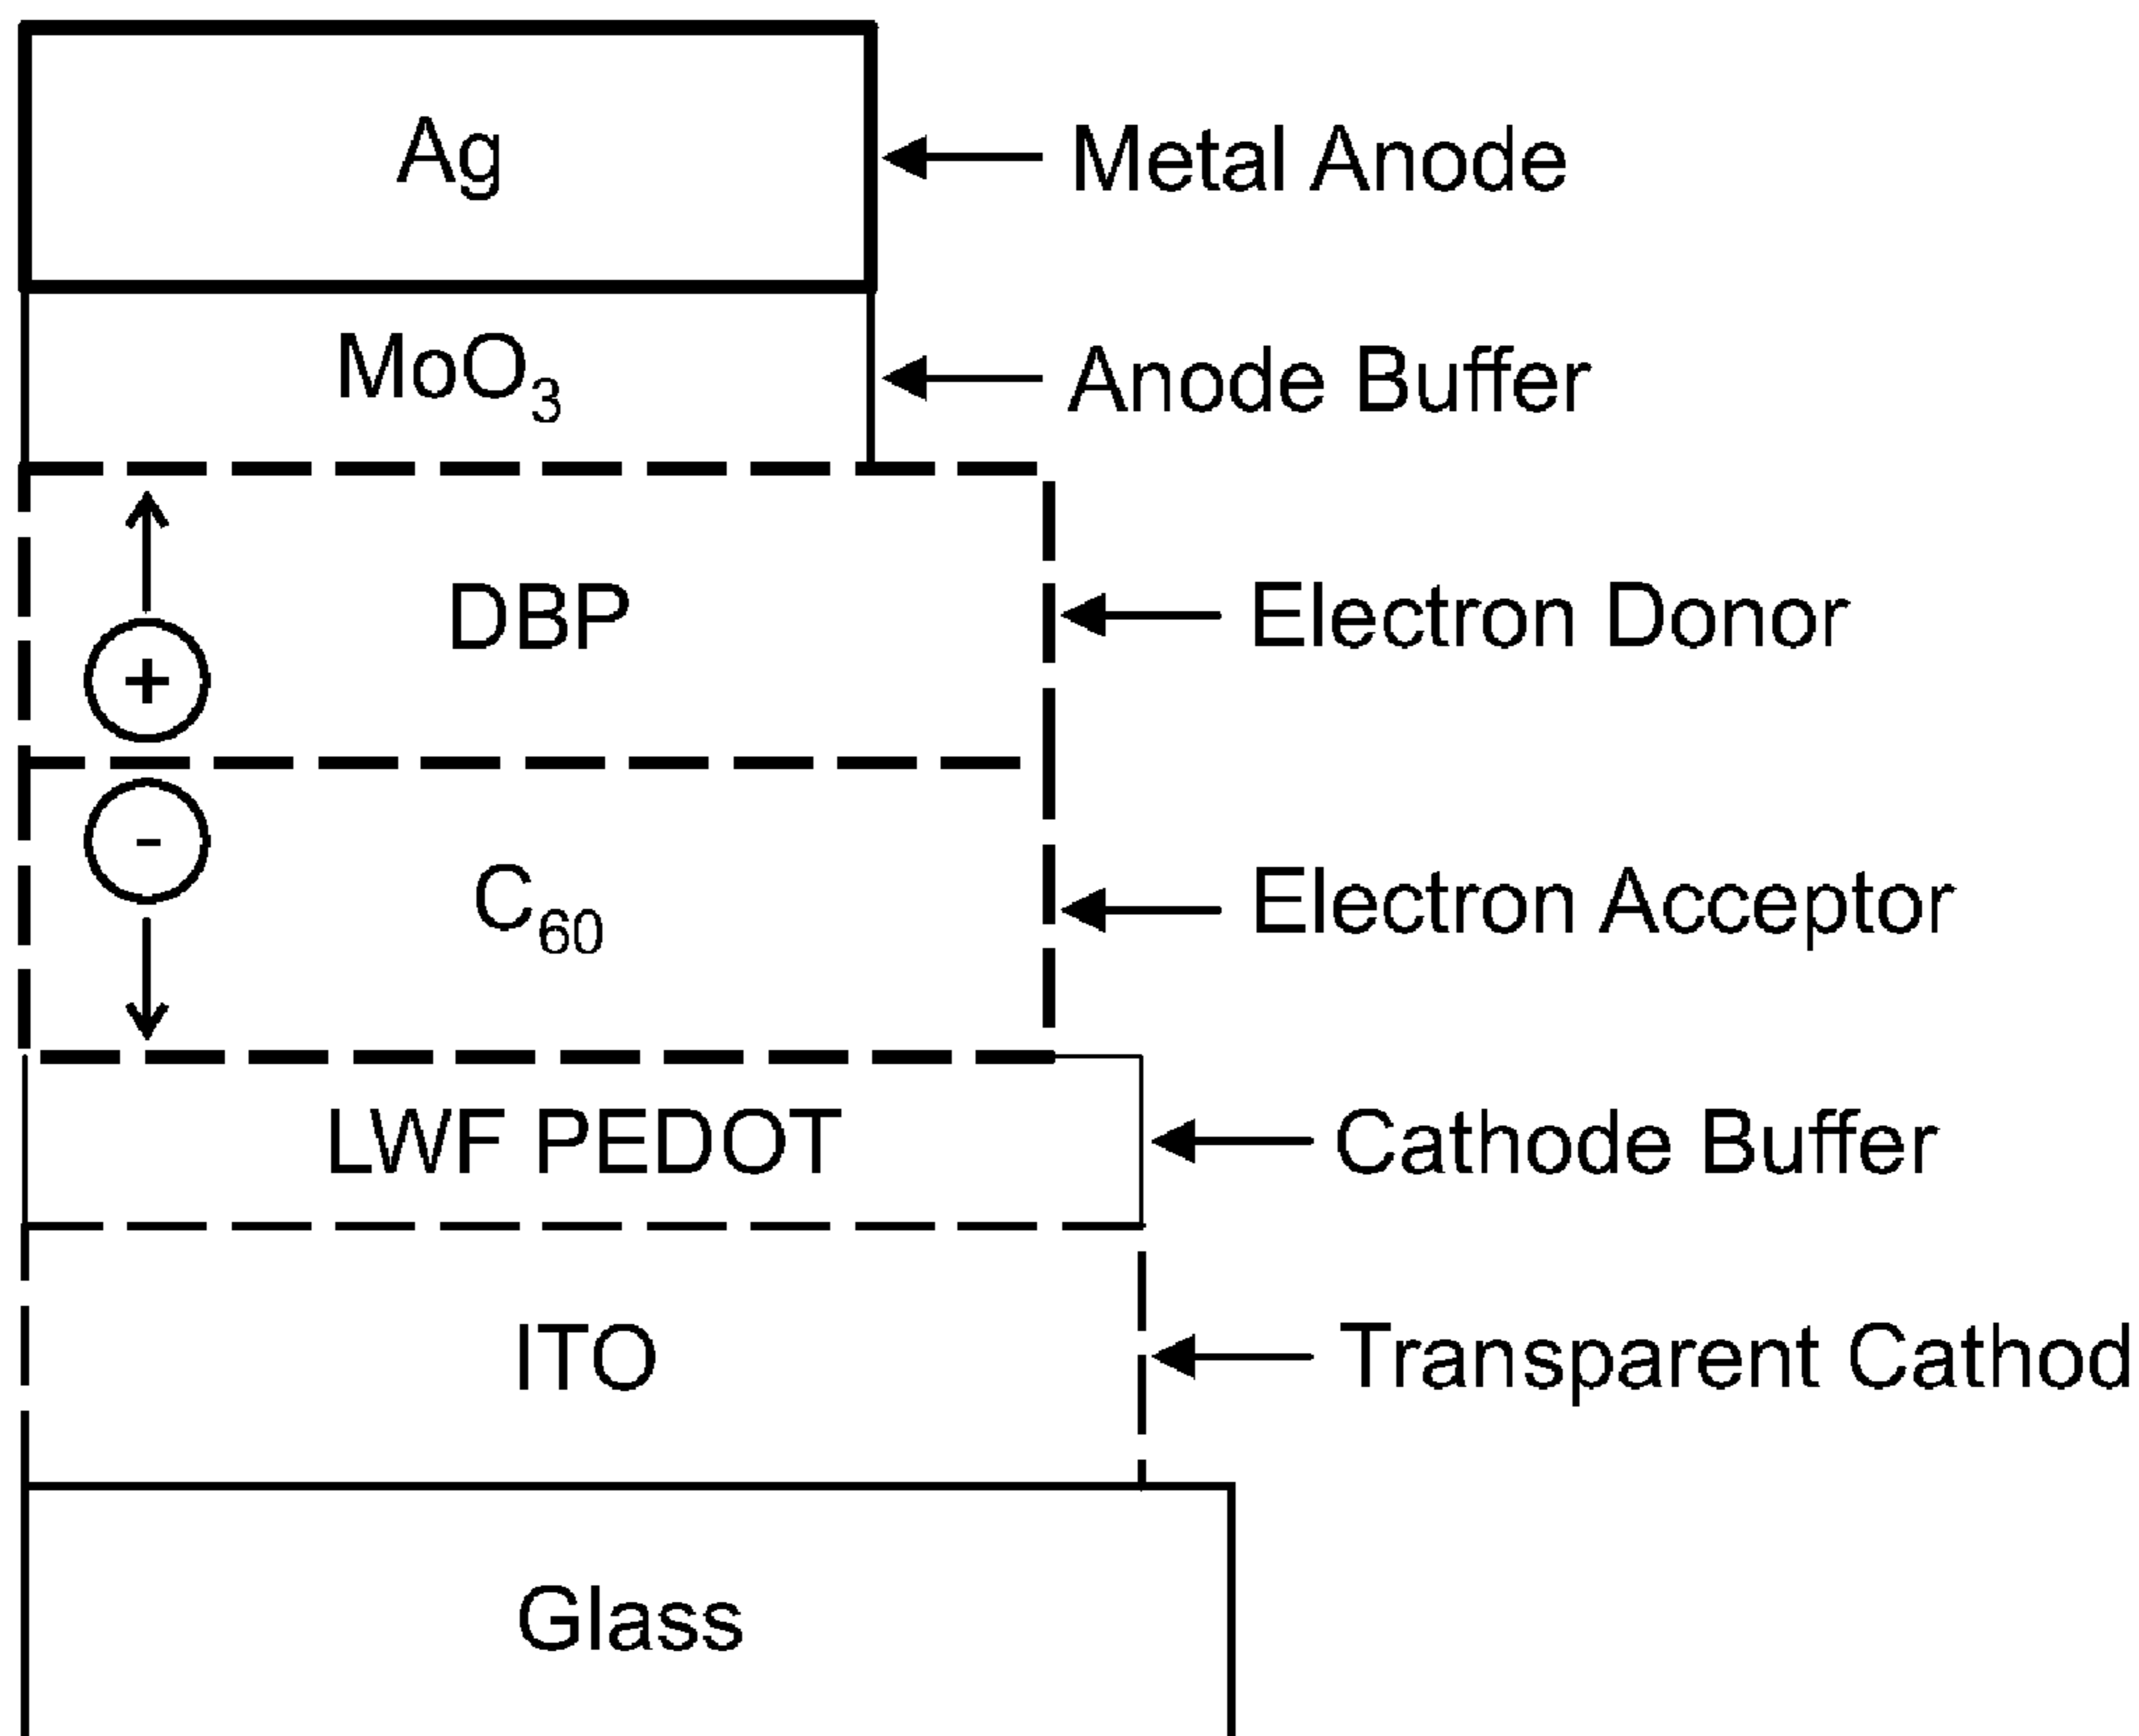 Ag
Metal Anode
MoO₃
Anode Buffer
+
DBP
Electron Donor
-
C₆₀
Electron Acceptor
LWF PEDOT
Cathode Buffer
ITO
Transparent Cathod
Glass